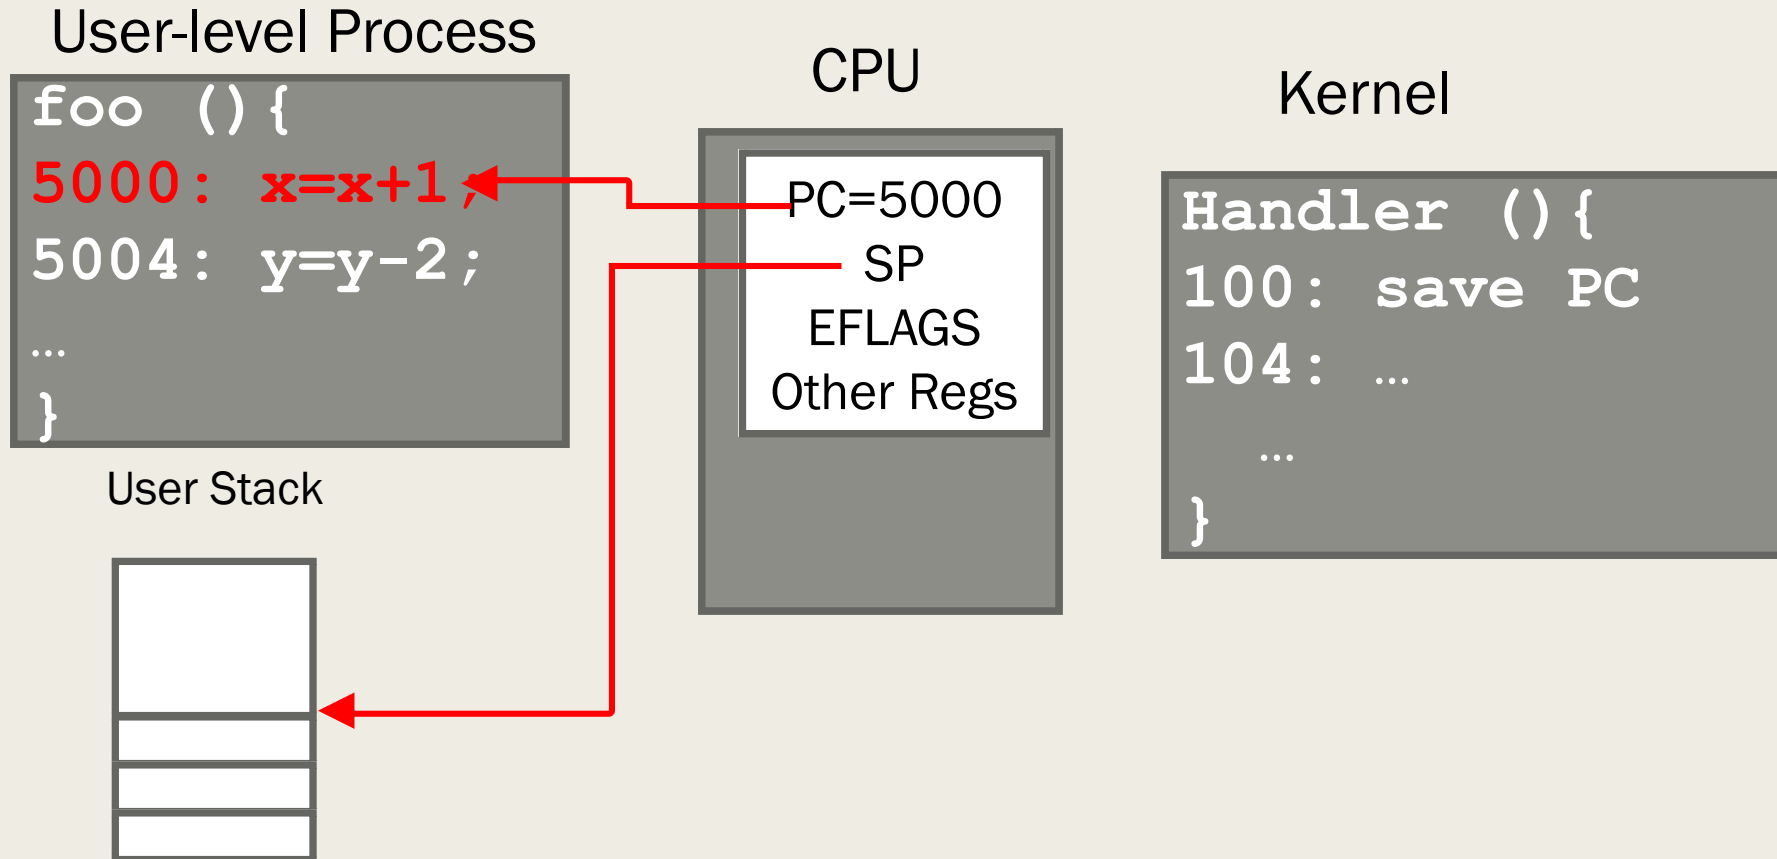 User-level Process
foo (){
5000: x=x+1;
5004: y=y-2;
…
}
User Stack
CPU
PC=5000
SP
EFLAGS
Other Regs
Kernel
Handler (){
100: save PC
104: …
…
}